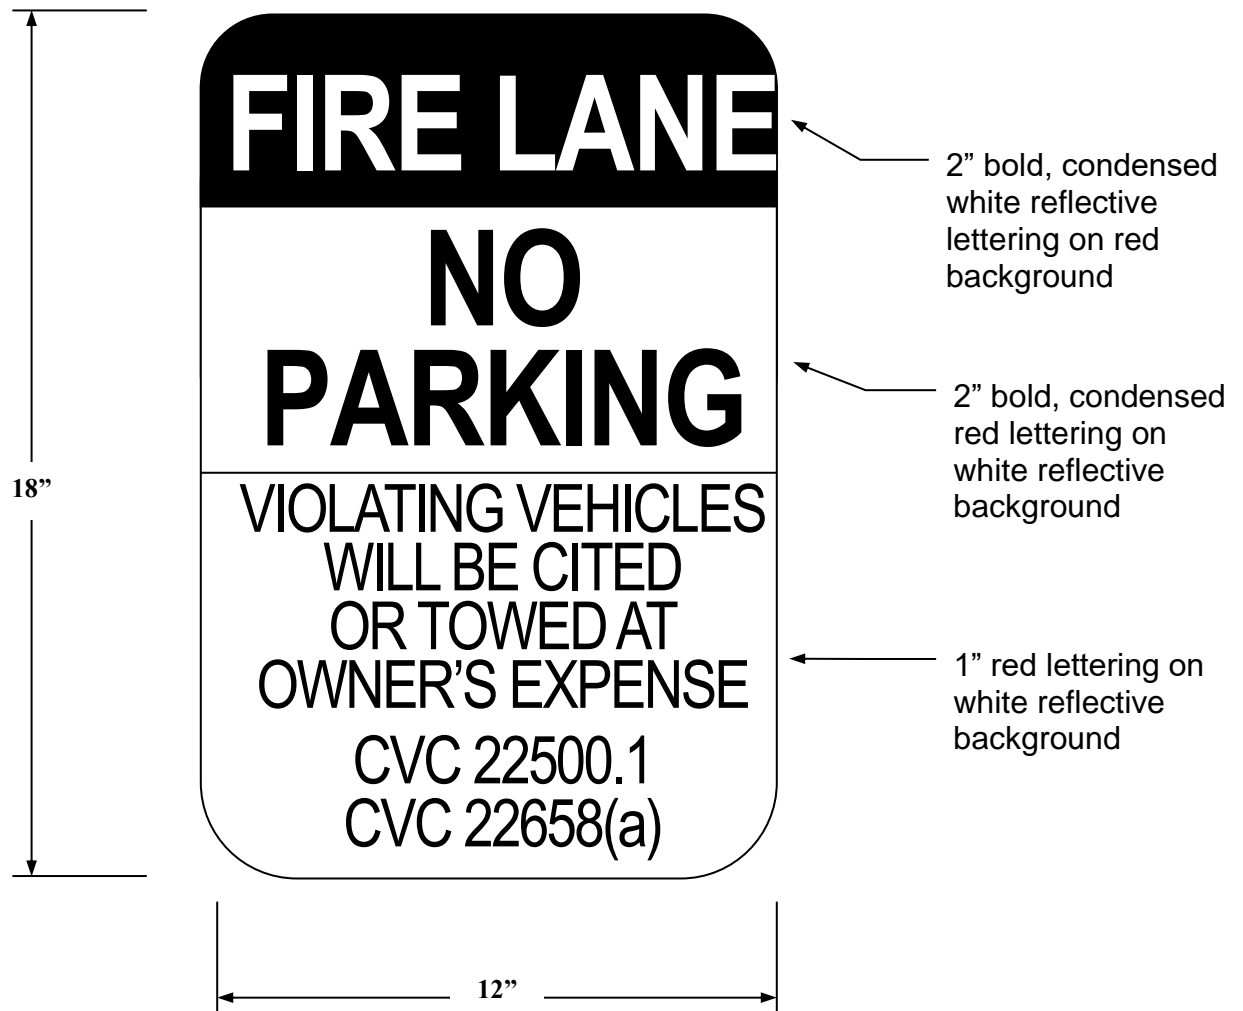 FIRE LANE
NO
PARKING
VIOLATING VEHICLES
WILL BE CITED
OR TOWED AT
OWNER’S EXPENSE
CVC 22500.1
CVC 22658(a)
2” bold, condensed
white reflective
lettering on red
background
2” bold, condensed
red lettering on
white reflective
background
1” red lettering on
white reflective
background
18”
12”